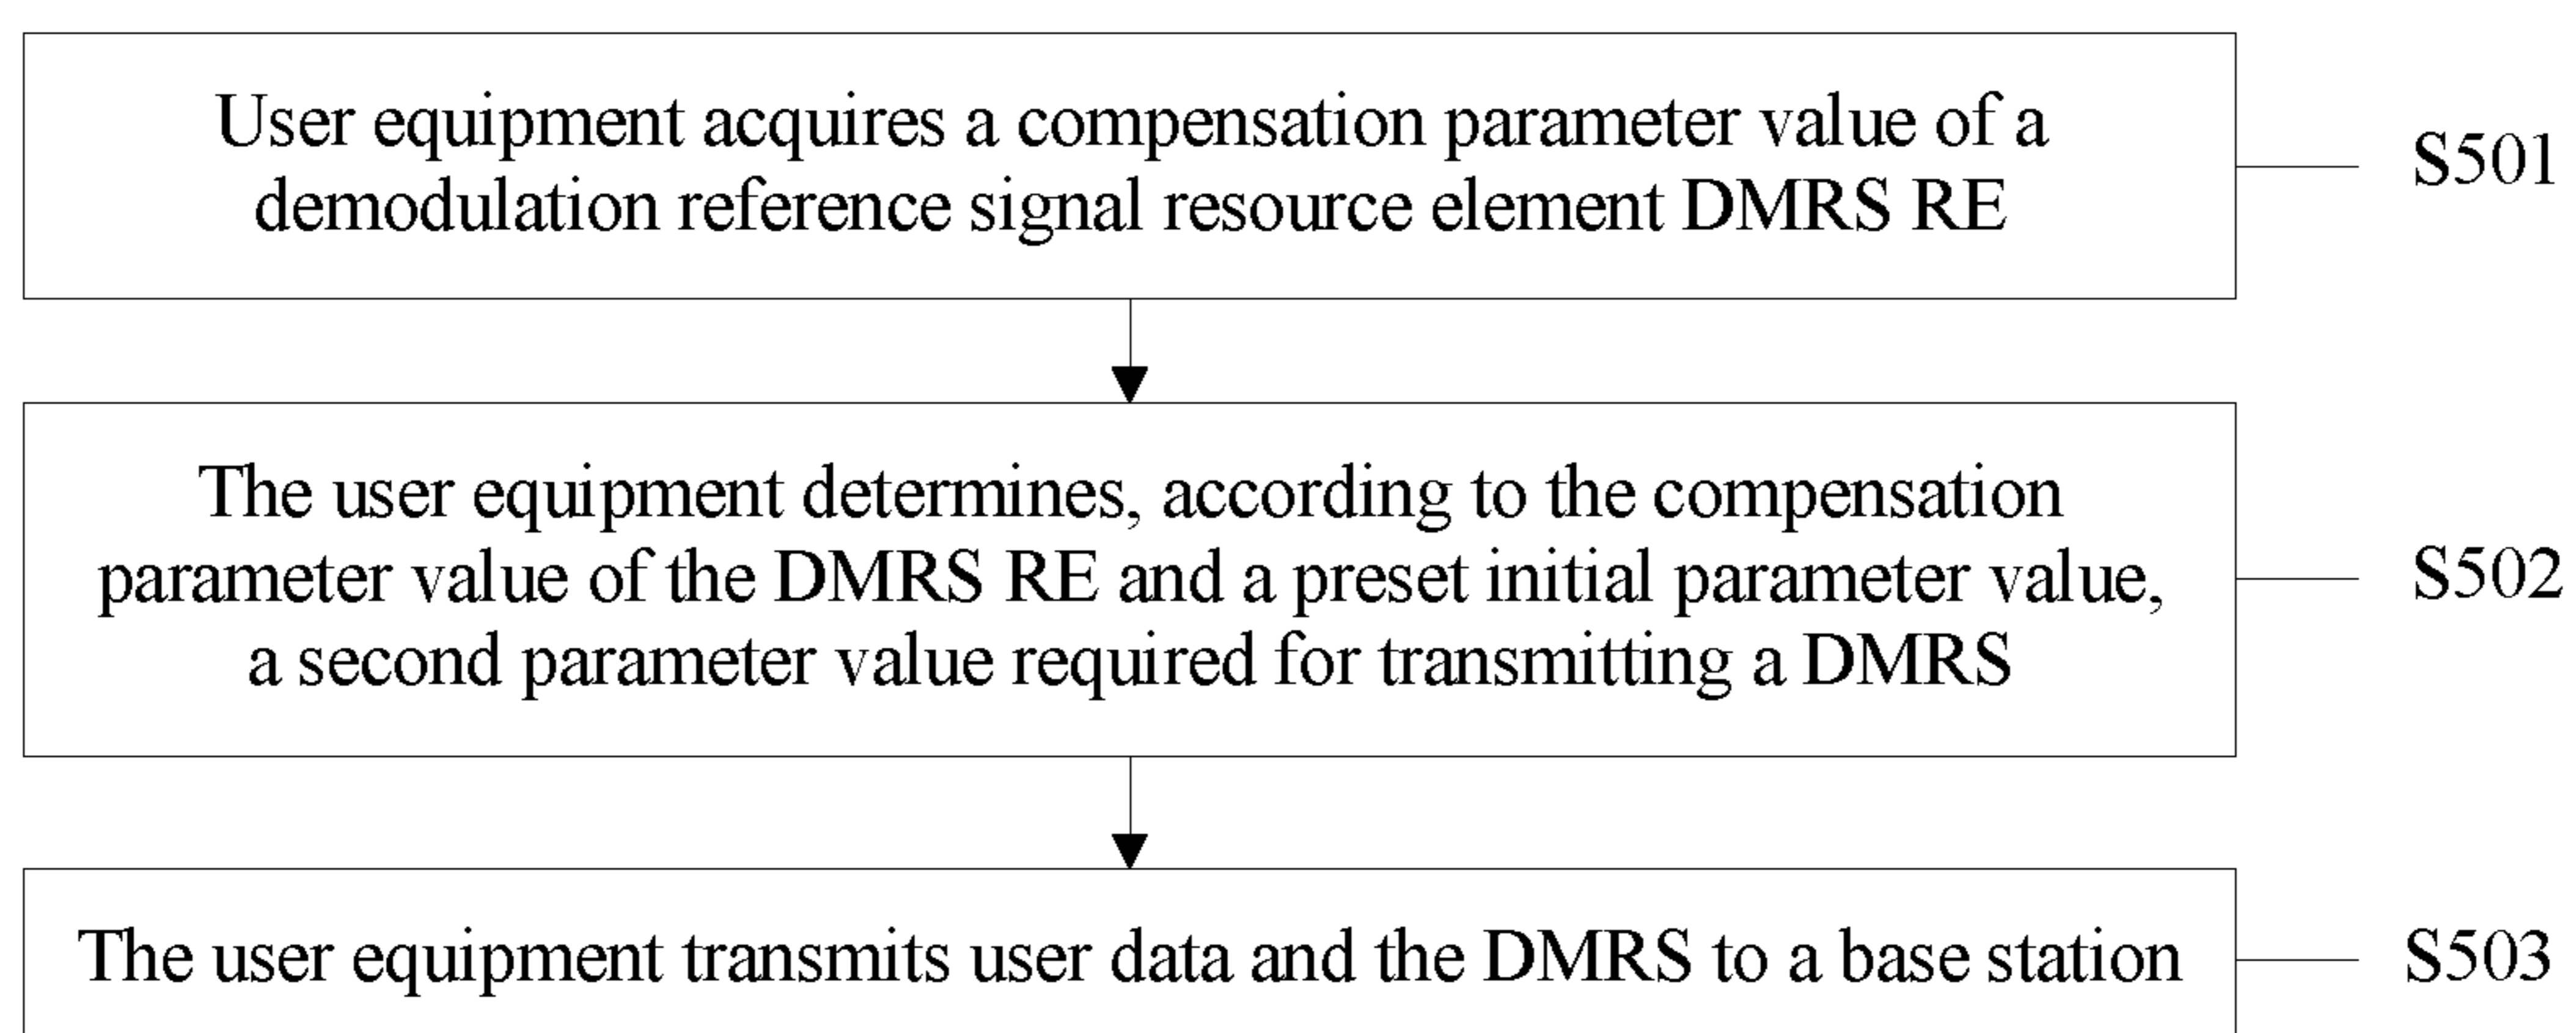 User equipment acquires a compensation parameter value of a
demodulation reference signal resource element DMRS RE
S501
The user equipment determines, according to the compensation
parameter value of the DMRS RE and a preset initial parameter value,
a second parameter value required for transmitting a DMRS
S502
The user equipment transmits user data and the DMRS to a base station
S503